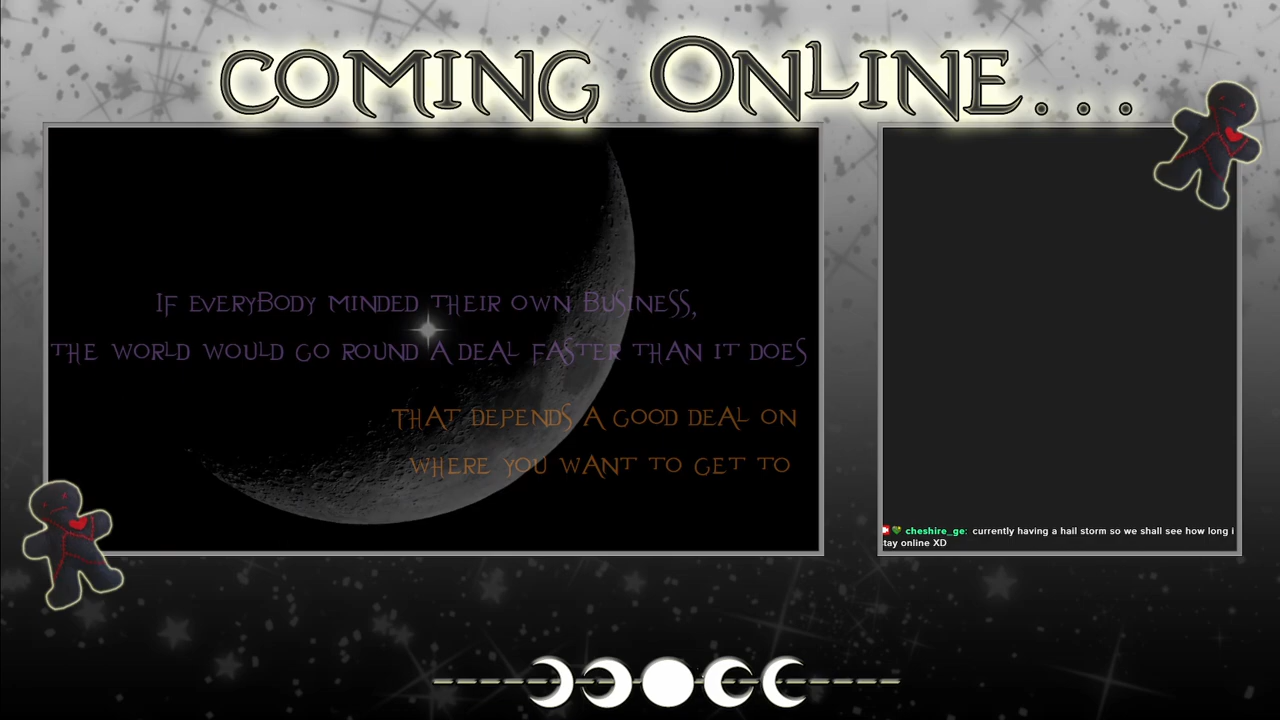 COMING ONLINE...
IF EVERYBODY MINDED THEIR OWN BUSINESS,
THE WORLD WOULD GO ROUND A DEAL FASTER THAN IT DOES
THAT DEPENDS A GOOD DEAL ON
WHERE YOU WANT TO GET TO
cheshire_ge: currently having a hail storm so we shall see how long i
tay online XD